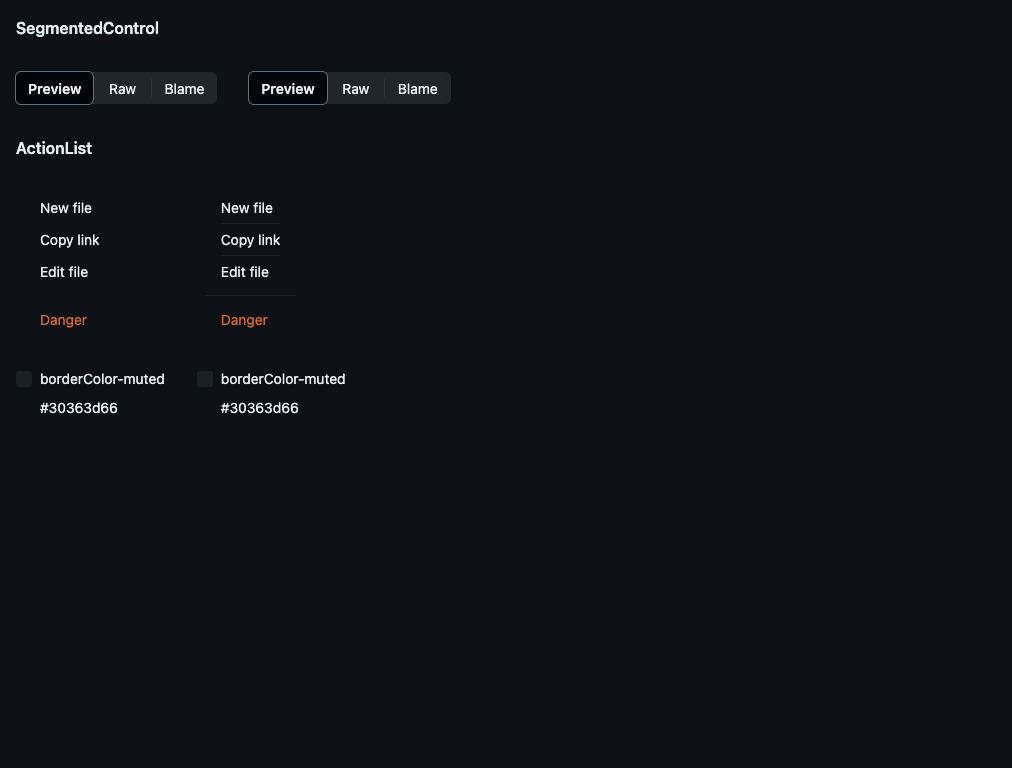 SegmentedControl
Preview Raw Blame Preview Raw Blame
ActionList
New file New file
Copy link Copy link
Edit file Edit file
Danger Danger
borderColor-muted borderColor-muted
#30363d66 #30363d66